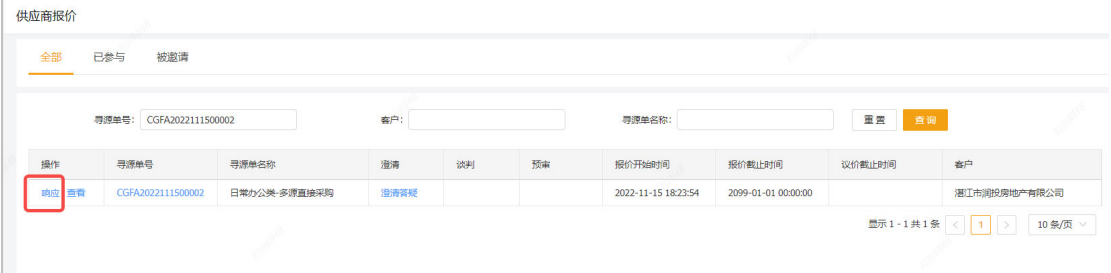 供应商报价
全部 已参与 被邀请
寻源单号： CGFA2022111500002 客户： 寻源单名称： 重置 查询
操作 寻源单号 寻源单名称 澄清 谈判 预审 报价开始时间 报价截止时间 议价截止时间 客户
响应 查看 CGFA2022111500002 日常办公类-多源直接采购 澄清答疑 2022-11-15 18:23:54 2099-01-01 00:00:00 湛江市润投房地产有限公司
显示 1 - 1 共 1 条 < 1 > 10 条/页